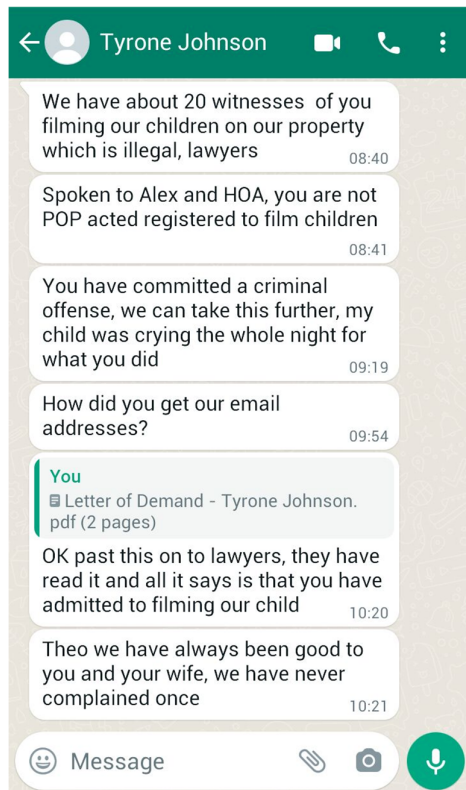 Tyrone Johnson
We have about 20 witnesses of you
filming our children on our property
which is illegal, lawyers
08:40
Spoken to Alex and HOA, you are not
POP acted registered to film children
08:41
You have committed a criminal
offense, we can take this further, my
child was crying the whole night for
what you did
09:19
How did you get our email
addresses?
09:54
You
Letter of Demand - Tyrone Johnson.
pdf (2 pages)
OK past this on to lawyers, they have
read it and all it says is that you have
admitted to filming our child
10:20
Theo we have always been good to
you and your wife, we have never
complained once
10:21
Message